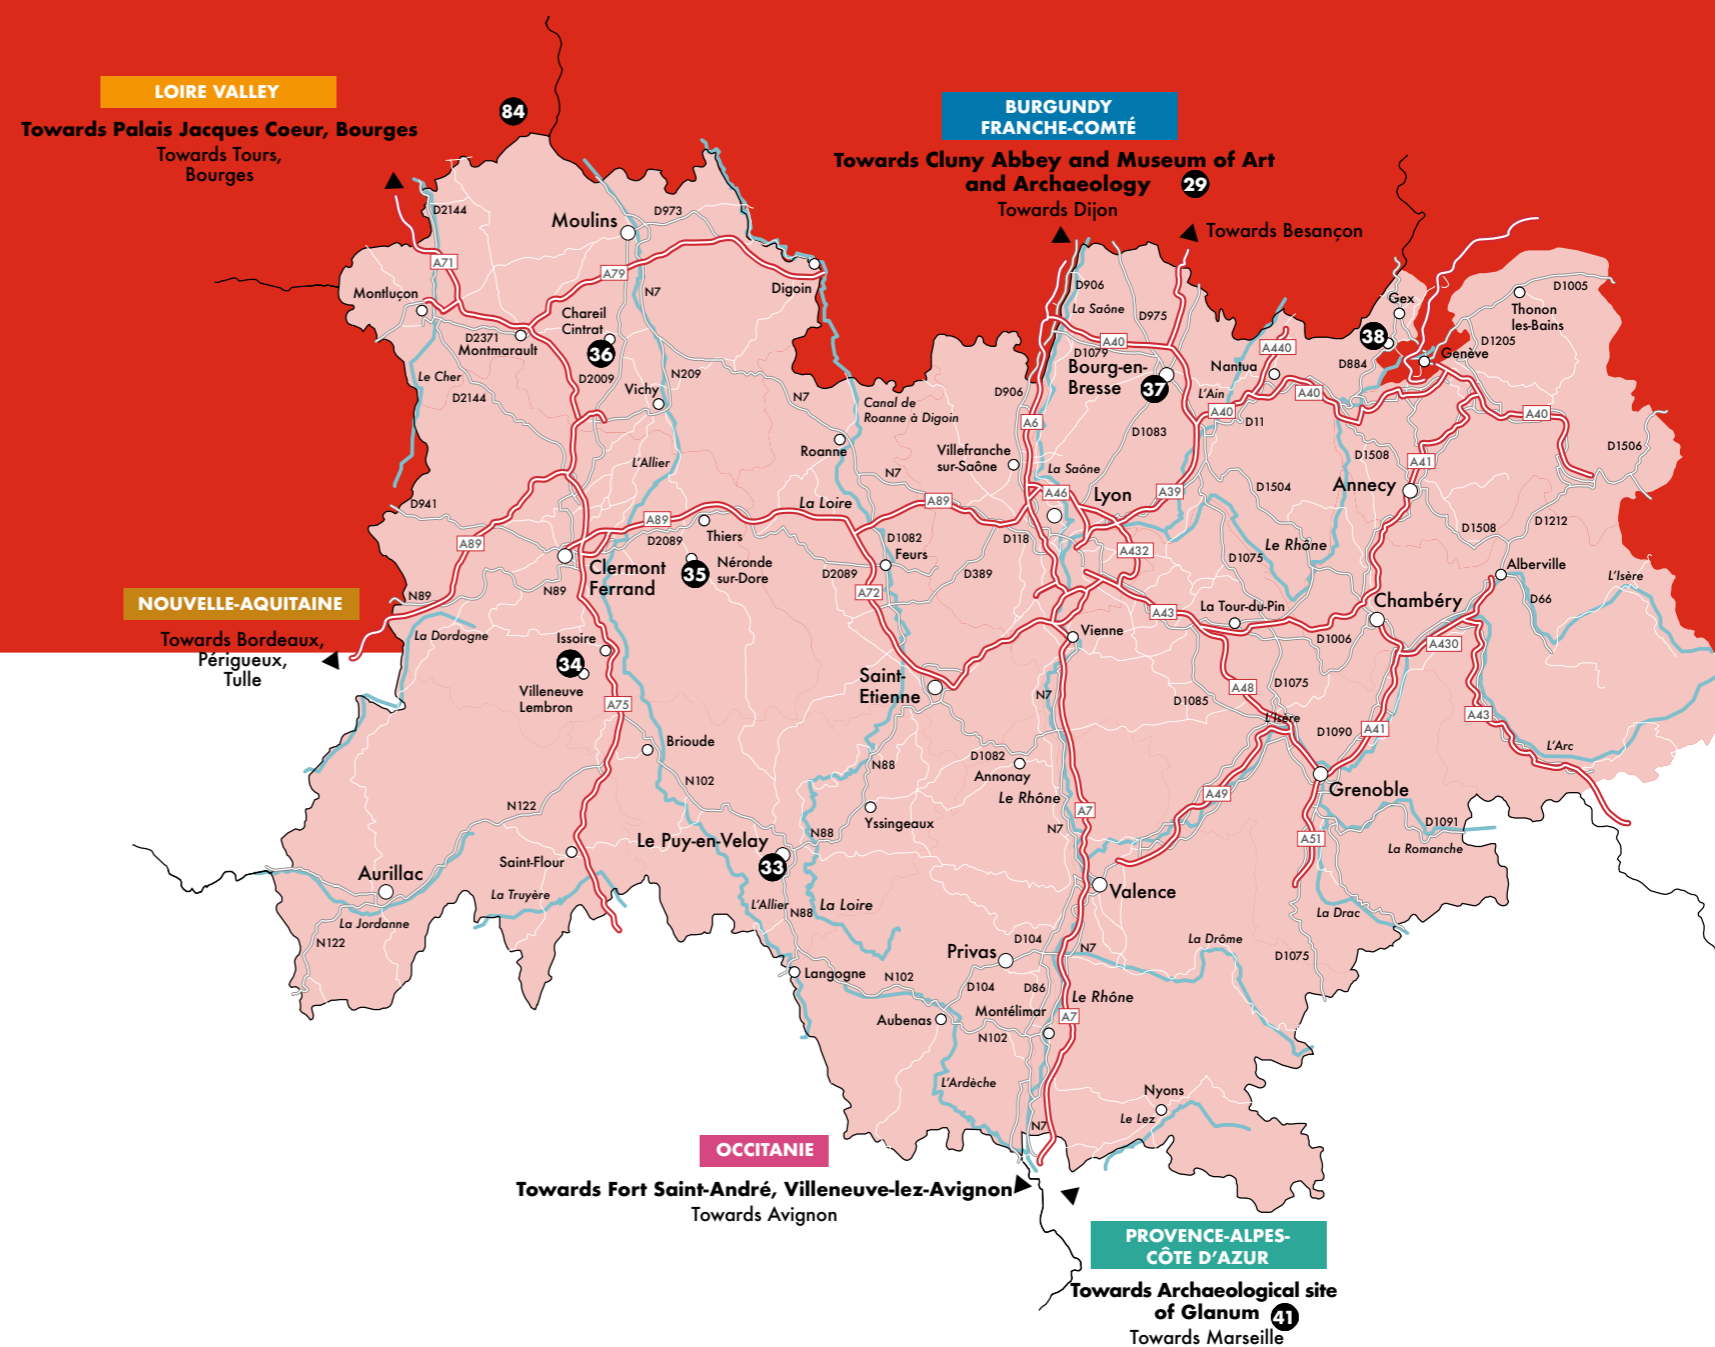 LOIRE VALLEY
84
Towards Palais Jacques Coeur, Bourges
Towards Tours,
Bourges
BURGUNDY
FRANCHE-COMTÉ
Towards Cluny Abbey and Museum of Art
and Archaeology 29
Towards Dijon
Towards Besançon
D2144
Moulins
D973
A71
A79
N7
Digoin
Montluçon
Chareil
Cintrat
36
D2371
Montmarault
D2009
Le Cher
D2144
Vichy
N209
N7
Canal de
Roanne à Digoin
Roanne
L'Allier
N7
D906
La Saône
D975
A40
D1079
Bourg-en-
Bresse
37
D906
A6
D1083
Villefranche
sur-Saône
La Saône
Nantua
A440
L'Ain
A40
A40
D11
Gex
38
D884
Genève
Thonon
les-Bains
D1005
D1205
A40
D1506
D1508
A41
Annecy
D941
A89
La Loire
A89
A89
D2089
Thiers
35
Néronde
sur-Dore
Clermont
Ferrand
N89
N89
D1082
Feurs
D2089
A72
D389
D118
A46
Lyon
A39
A432
D1504
D1075
Le Rhône
D1508
D1212
Alberville
L'Isère
D66
NOUVELLE-AQUITAINE
Towards Bordeaux,
Périgueux,
Tulle
La Dordogne
Issoire
34
Villeneuve
Lembron
A75
Brioude
N102
N122
Saint-
Etienne
Vienne
N7
A43
La Tour-du-Pin
Chambéry
D1006
A430
A48
D1075
D1085
L'Isère
D1090
A41
A43
L'Arc
D1082
Annonay
Le Rhône
N88
Yssingeaux
N88
Le Puy-en-Velay
33
A7
N7
A49
Grenoble
A51
D1091
La Romanche
Aurillac
Saint-Flour
La Truyère
La Jordanne
N122
L'Allier
N88
La Loire
Valence
La Drac
Privas
D104
N7
La Drôme
D1075
Langogne
N102
D104
D86
Le Rhône
Montélimar
A7
Aubenas
N102
L'Ardèche
Nyons
Le Lez
N7
OCCITANIE
Towards Fort Saint-André, Villeneuve-lez-Avignon
Towards Avignon
PROVENCE-ALPES-
CÔTE D'AZUR
Towards Archaeological site
of Glanum 41
Towards Marseille